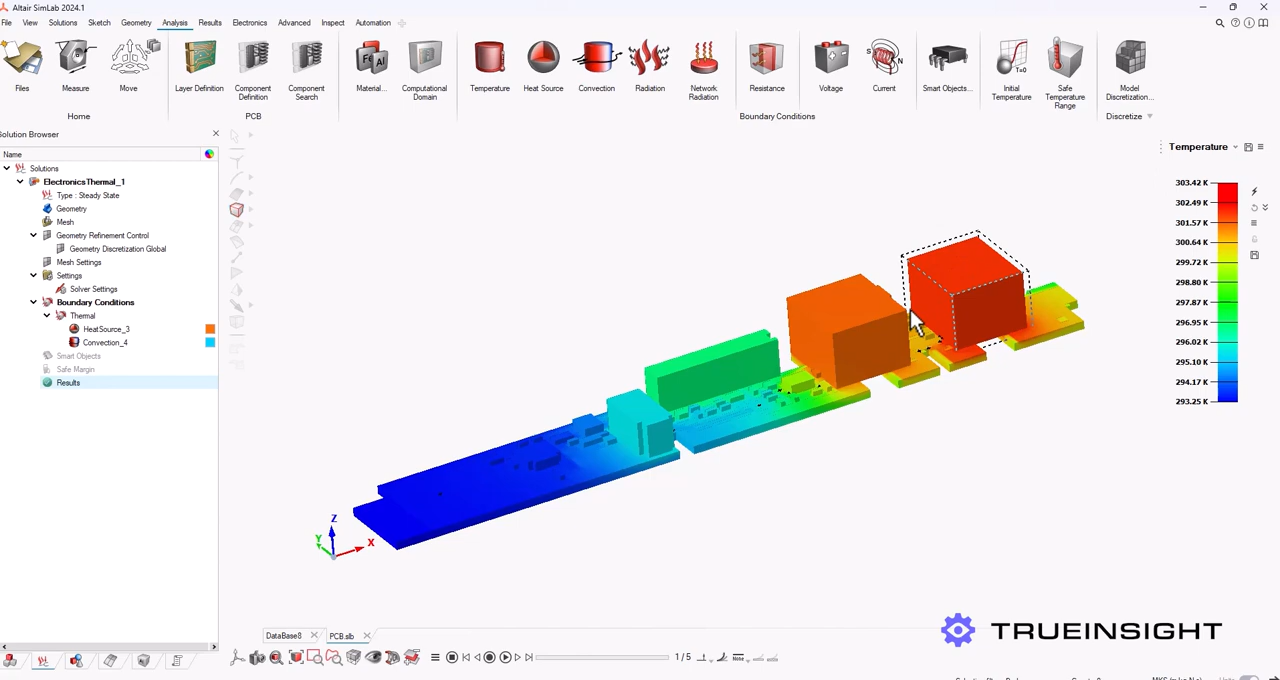 Altair SimLab 2024.1
File View Solutions Sketch Geometry Analysis Results Electronics Advanced Inspect Automation
Files Measure Move Layer Definition Component Definition Component Search Material... Computational Domain Temperature Heat Source Convection Radiation Network Radiation Resistance Voltage Current Smart Objects... Initial Temperature Safe Temperature Range Model Discretization...
Home PCB Boundary Conditions Discretize
Solution Browser
Name
Solutions
ElectronicsThermal_1
Type : Steady State
Geometry
Mesh
Geometry Refinement Control
Geometry Discretization Global
Mesh Settings
Settings
Solver Settings
Boundary Conditions
Thermal
HeatSource_3
Convection_4
Smart Objects
Safe Margin
Results
Temperature
303.42 K
302.49 K
301.57 K
300.64 K
299.72 K
298.80 K
297.87 K
296.95 K
296.02 K
295.10 K
294.17 K
293.25 K
Z
Y
X
TRUEINSIGHT
DataBase8 PCB.slb
1 / 5